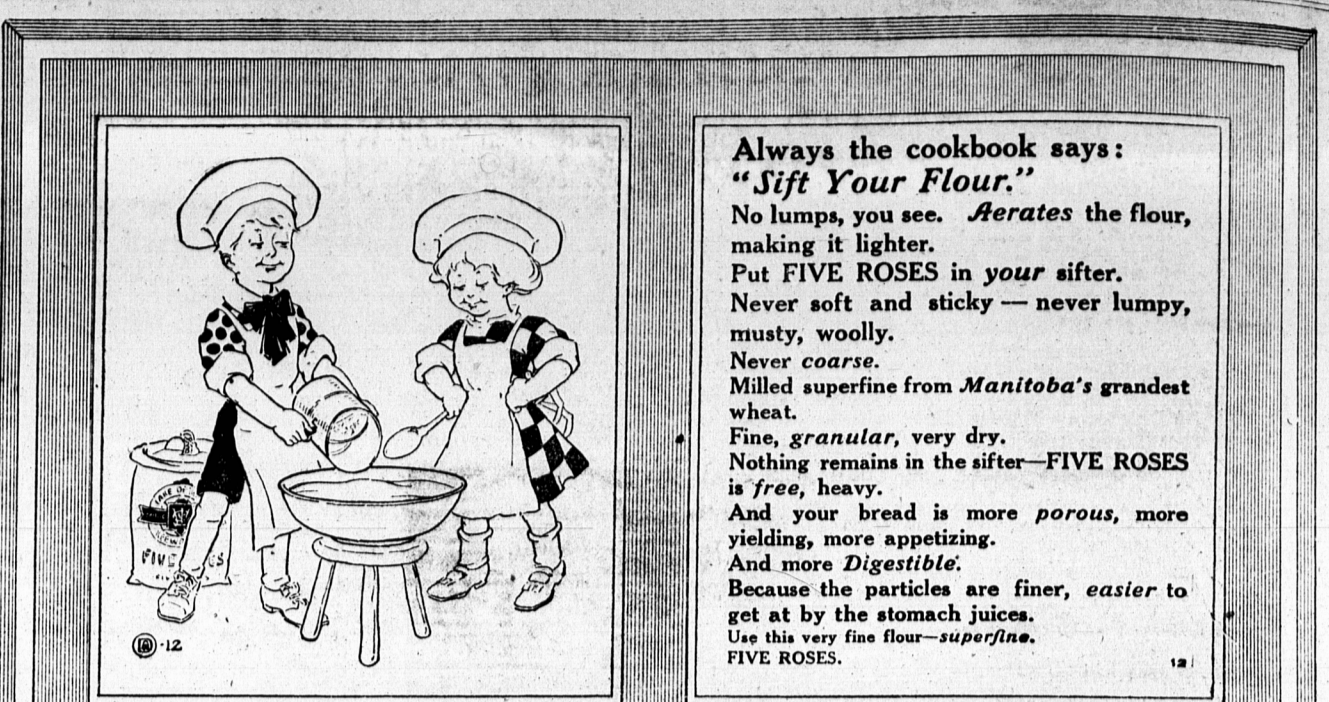 LAKE OF
FIVE
-12
Always the cookbook says:
"Sift Your Flour."
No lumps, you see. Aerates the flour,
making it lighter.
Put FIVE ROSES in your sifter.
Never soft and sticky — never lumpy,
musty, woolly.
Never coarse.
Milled superfine from Manitoba's grandest
wheat.
Fine, granular, very dry.
Nothing remains in the sifter—FIVE ROSES
is free, heavy.
And your bread is more porous, more
yielding, more appetizing.
And more Digestible.
Because the particles are finer, easier to
get at by the stomach juices.
Use this very fine flour—superfine.
FIVE ROSES.
12